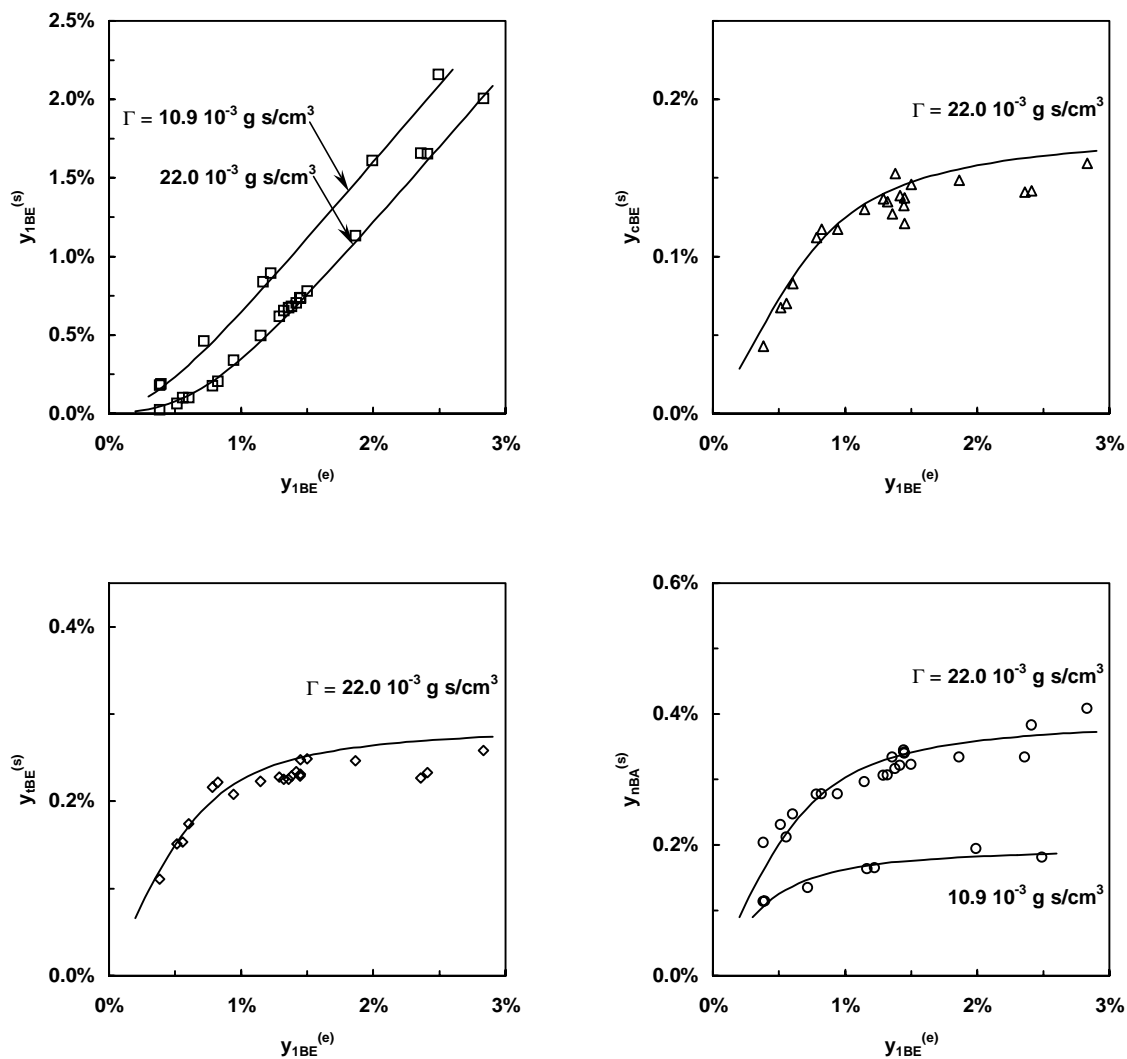 2.5%
2.0%
1.5%
1.0%
0.5%
0.0%
y1BE(s)
Γ = 10.9 10-3 g s/cm3
22.0 10-3 g s/cm3
0% 1% 2% 3%
y1BE(e)
0.2%
0.1%
0.0%
ycBE(s)
Γ = 22.0 10-3 g s/cm3
0% 1% 2% 3%
y1BE(e)
0.4%
0.2%
0.0%
ytBE(s)
Γ = 22.0 10-3 g s/cm3
0% 1% 2% 3%
y1BE(e)
0.6%
0.4%
0.2%
0.0%
ynBA(s)
Γ = 22.0 10-3 g s/cm3
10.9 10-3 g s/cm3
0% 1% 2% 3%
y1BE(e)